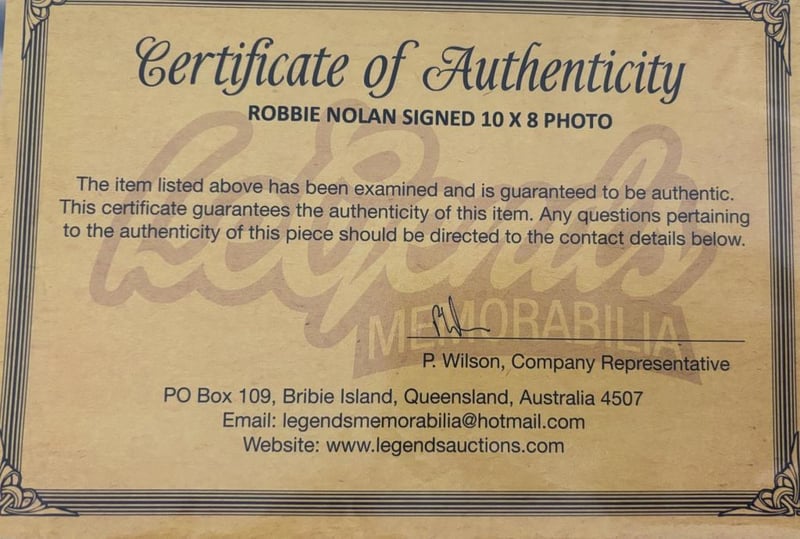 Certificate of Authenticity
ROBBIE NOLAN SIGNED 10 X 8 PHOTO
Legends
MEMORABILIA
The item listed above has been examined and is guaranteed to be authentic.
This certificate guarantees the authenticity of this item. Any questions pertaining
to the authenticity of this piece should be directed to the contact details below.
P. Wilson, Company Representative
PO Box 109, Bribie Island, Queensland, Australia 4507
Email: legendsmemorabilia@hotmail.com
Website: www.legendsauctions.com